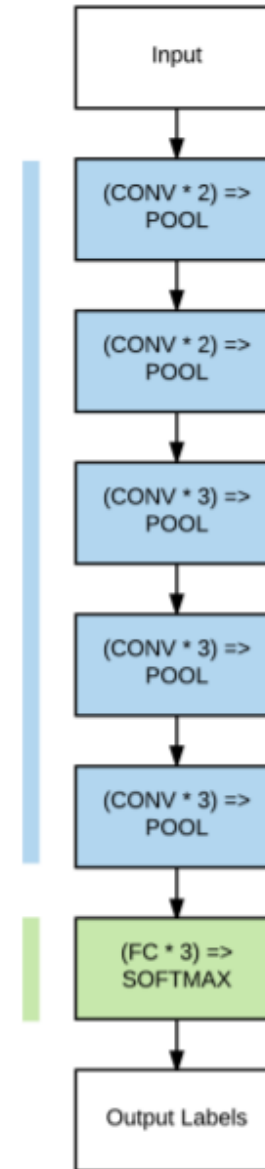 Input
(CONV * 2) =>
POOL
(CONV * 2) =>
POOL
(CONV * 3) =>
POOL
(CONV * 3) =>
POOL
(CONV * 3) =>
POOL
(FC * 3) =>
SOFTMAX
Output Labels